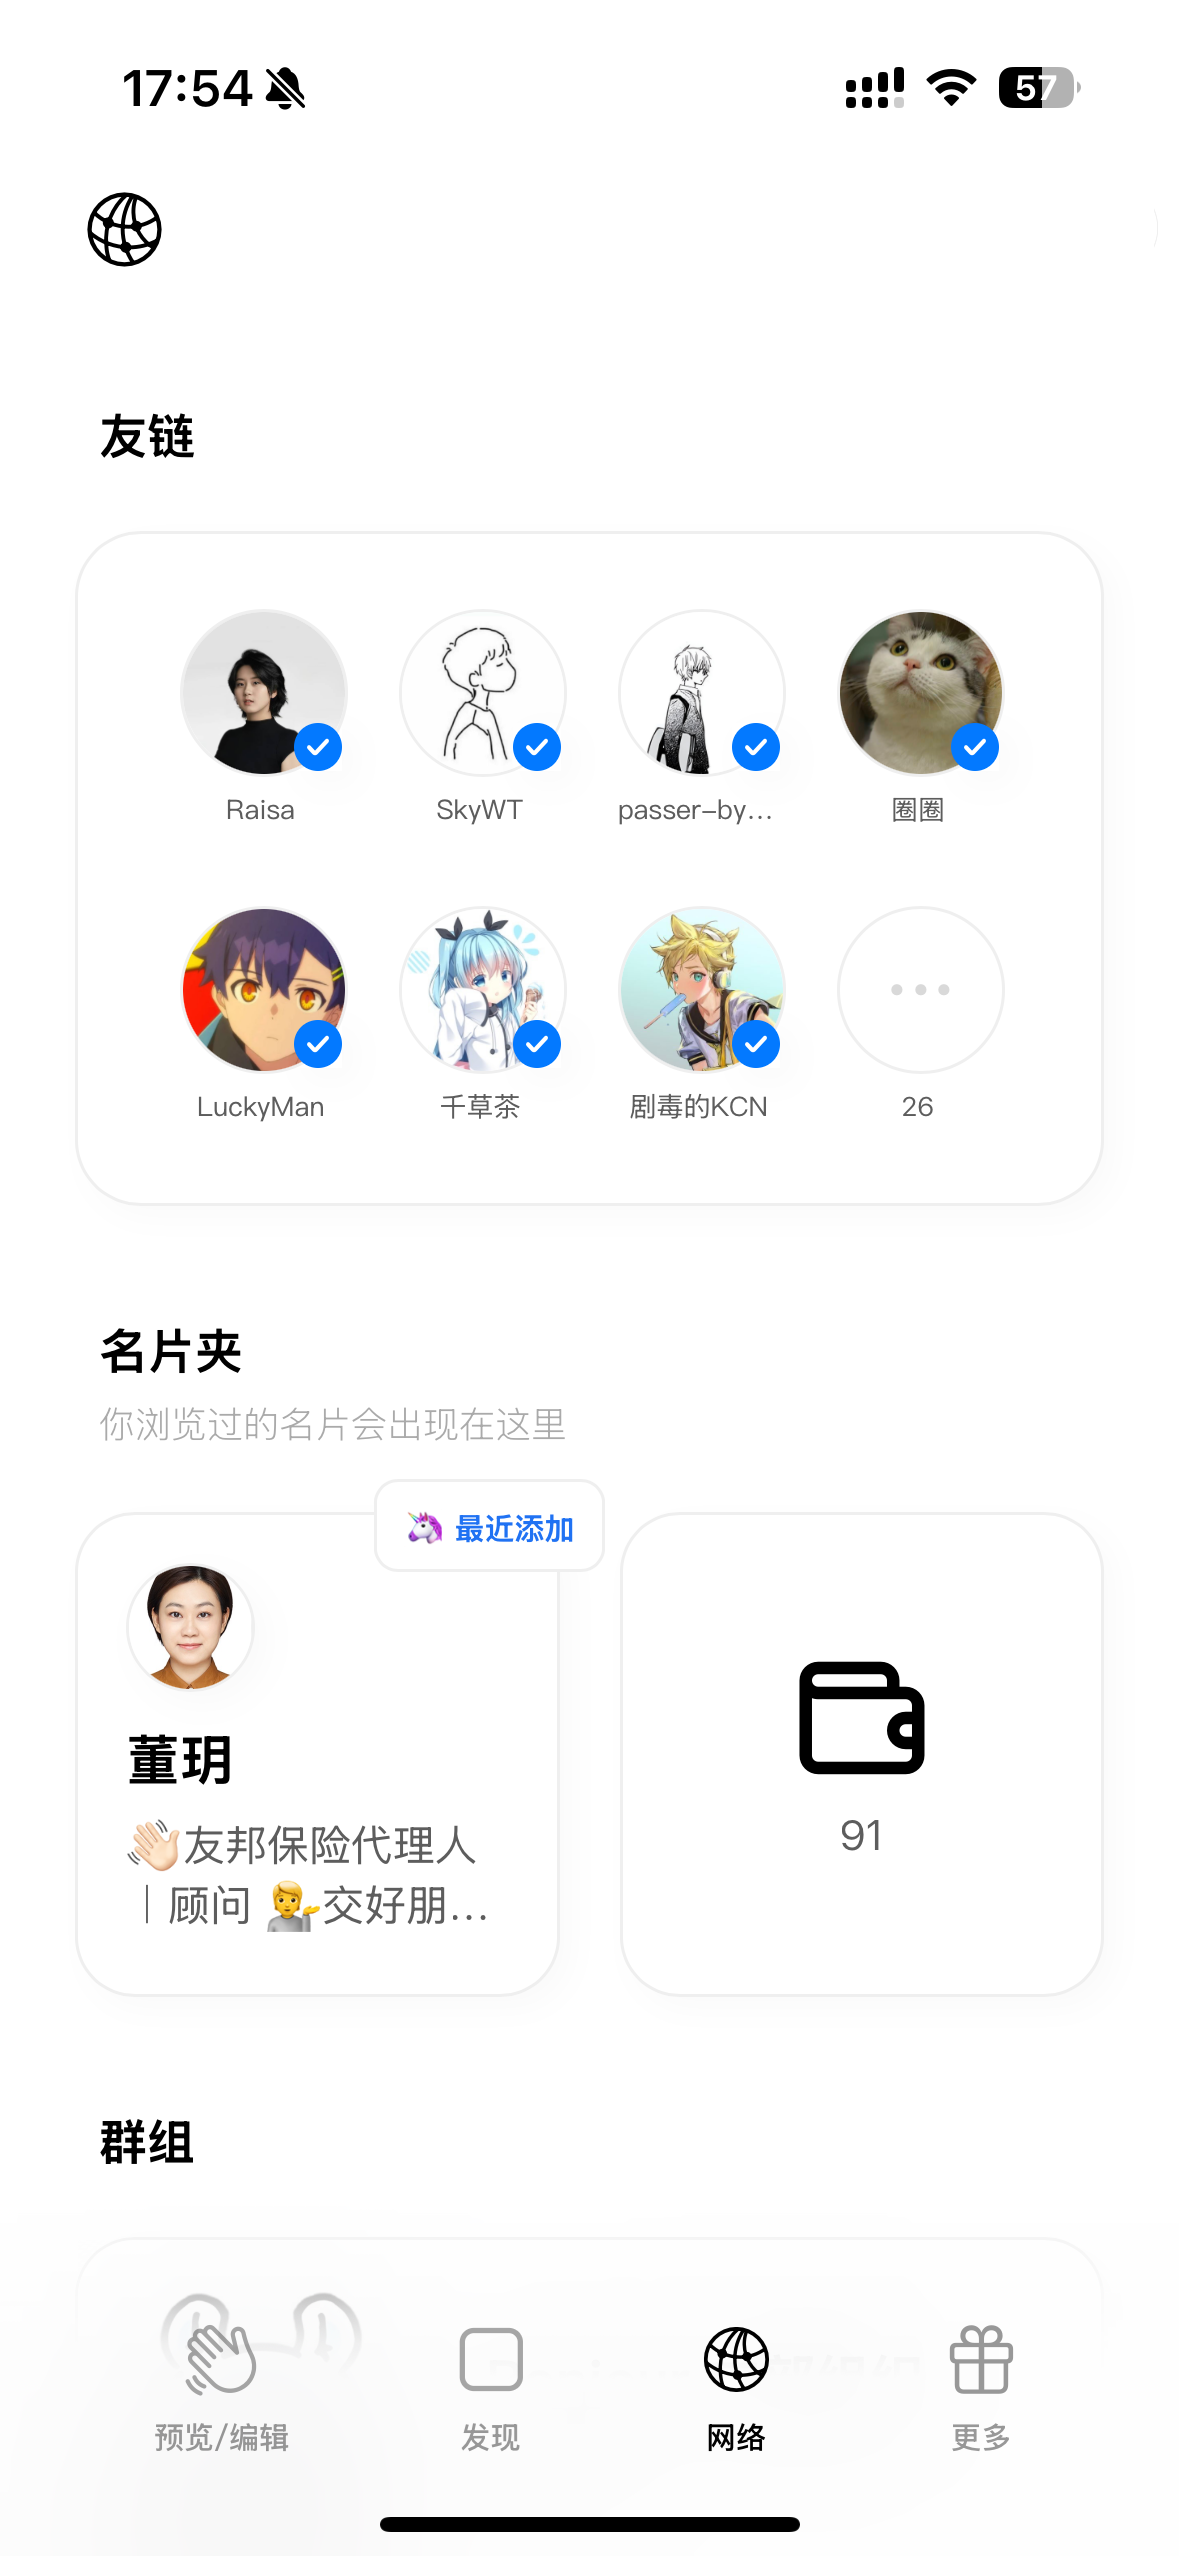 17:54
57
友链
Raisa
SkyWT
passer-by...
圈圈
LuckyMan
千草茶
剧毒的KCN
26
名片夹
你浏览过的名片会出现在这里
🦄 最近添加
董玥
👋🏻友邦保险代理人
｜顾问 💁交好朋...
91
群组
预览/编辑
发现
网络
更多